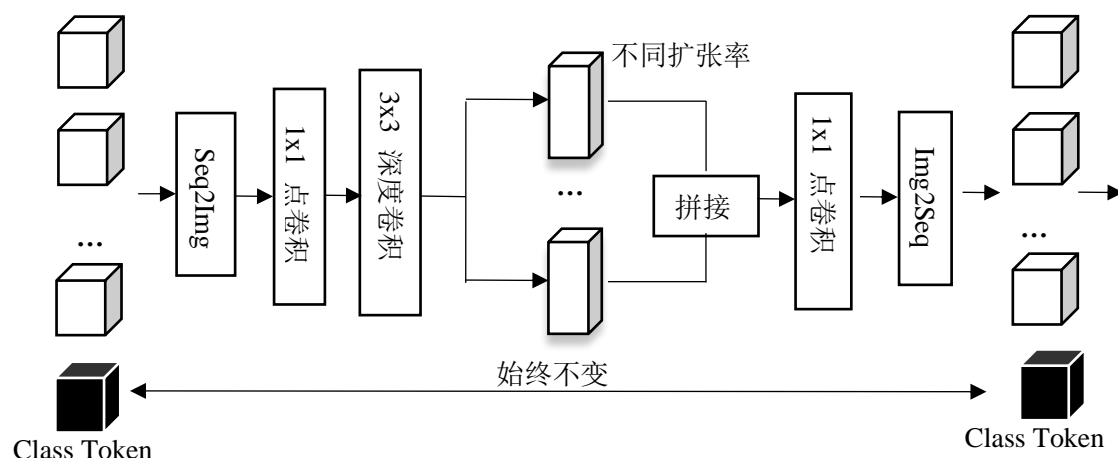 不同扩张率
Seq2Img
1x1 点卷积
3x3 深度卷积
...
...
拼接
1x1 点卷积
Img2Seq
...
始终不变
Class Token
Class Token